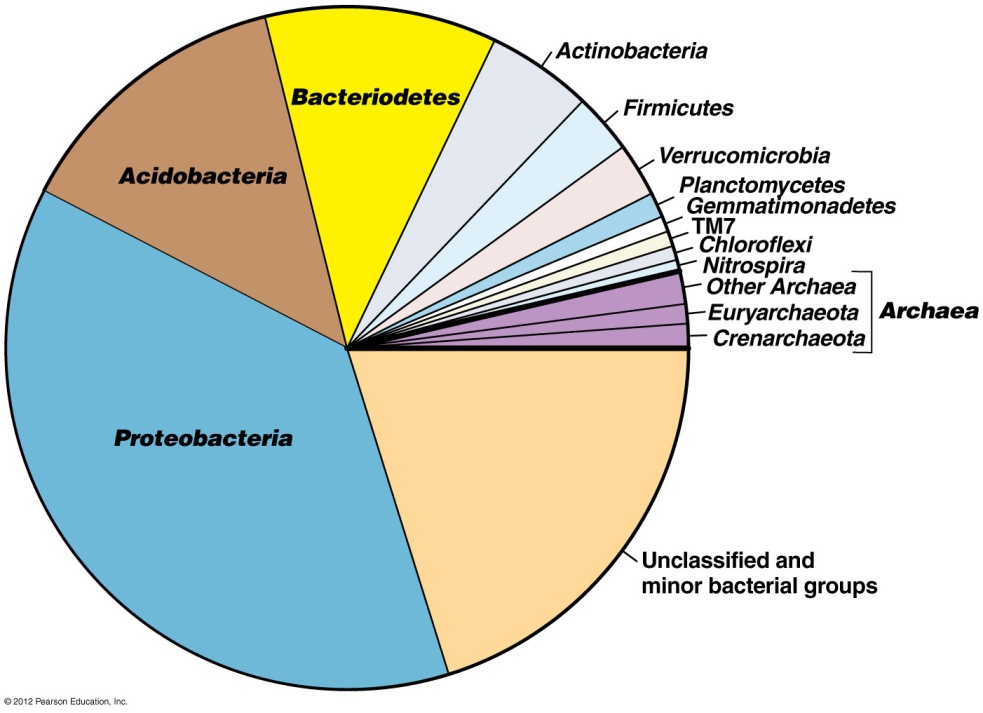 Actinobacteria
Bacteriodetes
Firmicutes
Verrucomicrobia
Acidobacteria
Planctomycetes
Gemmatimonadetes
TM7
Chloroflexi
Nitrospira
Other Archaea
Euryarchaeota
Archaea
Crenarchaeota
Proteobacteria
Unclassified and
minor bacterial groups
© 2012 Pearson Education, Inc.